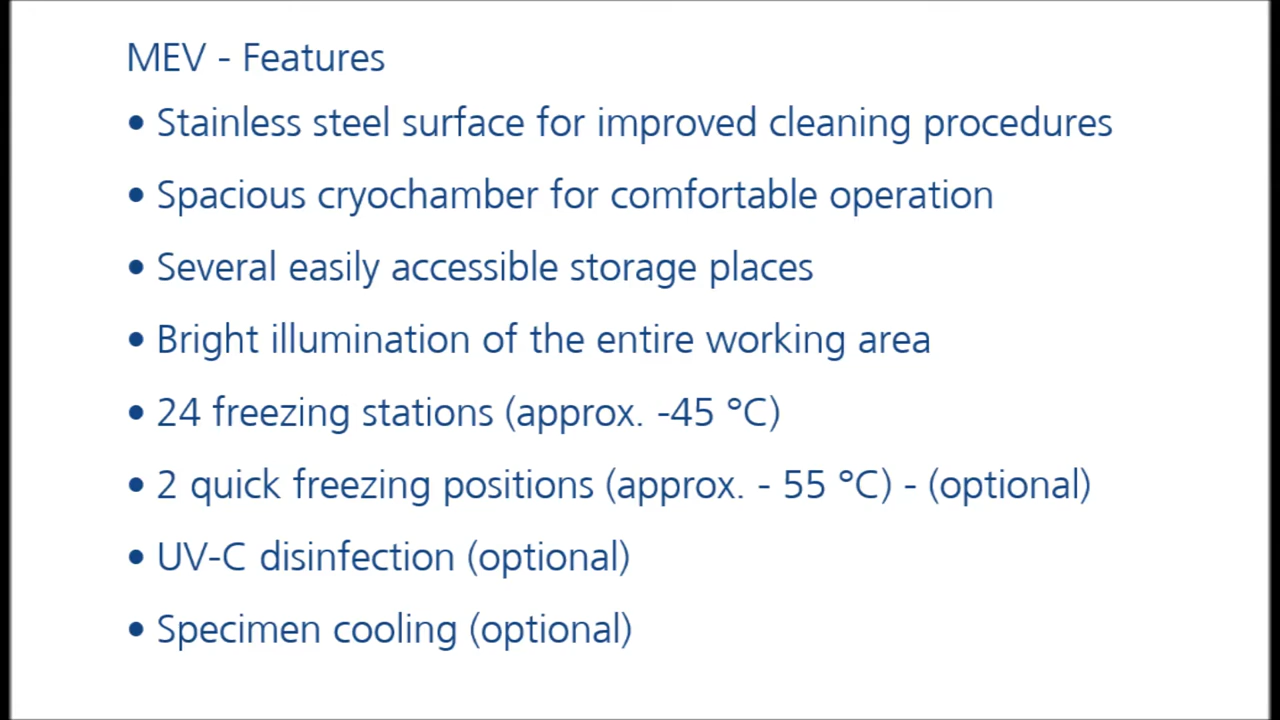 MEV - Features
• Stainless steel surface for improved cleaning procedures
• Spacious cryochamber for comfortable operation
• Several easily accessible storage places
• Bright illumination of the entire working area
• 24 freezing stations (approx. -45 °C)
• 2 quick freezing positions (approx. - 55 °C) - (optional)
• UV-C disinfection (optional)
• Specimen cooling (optional)